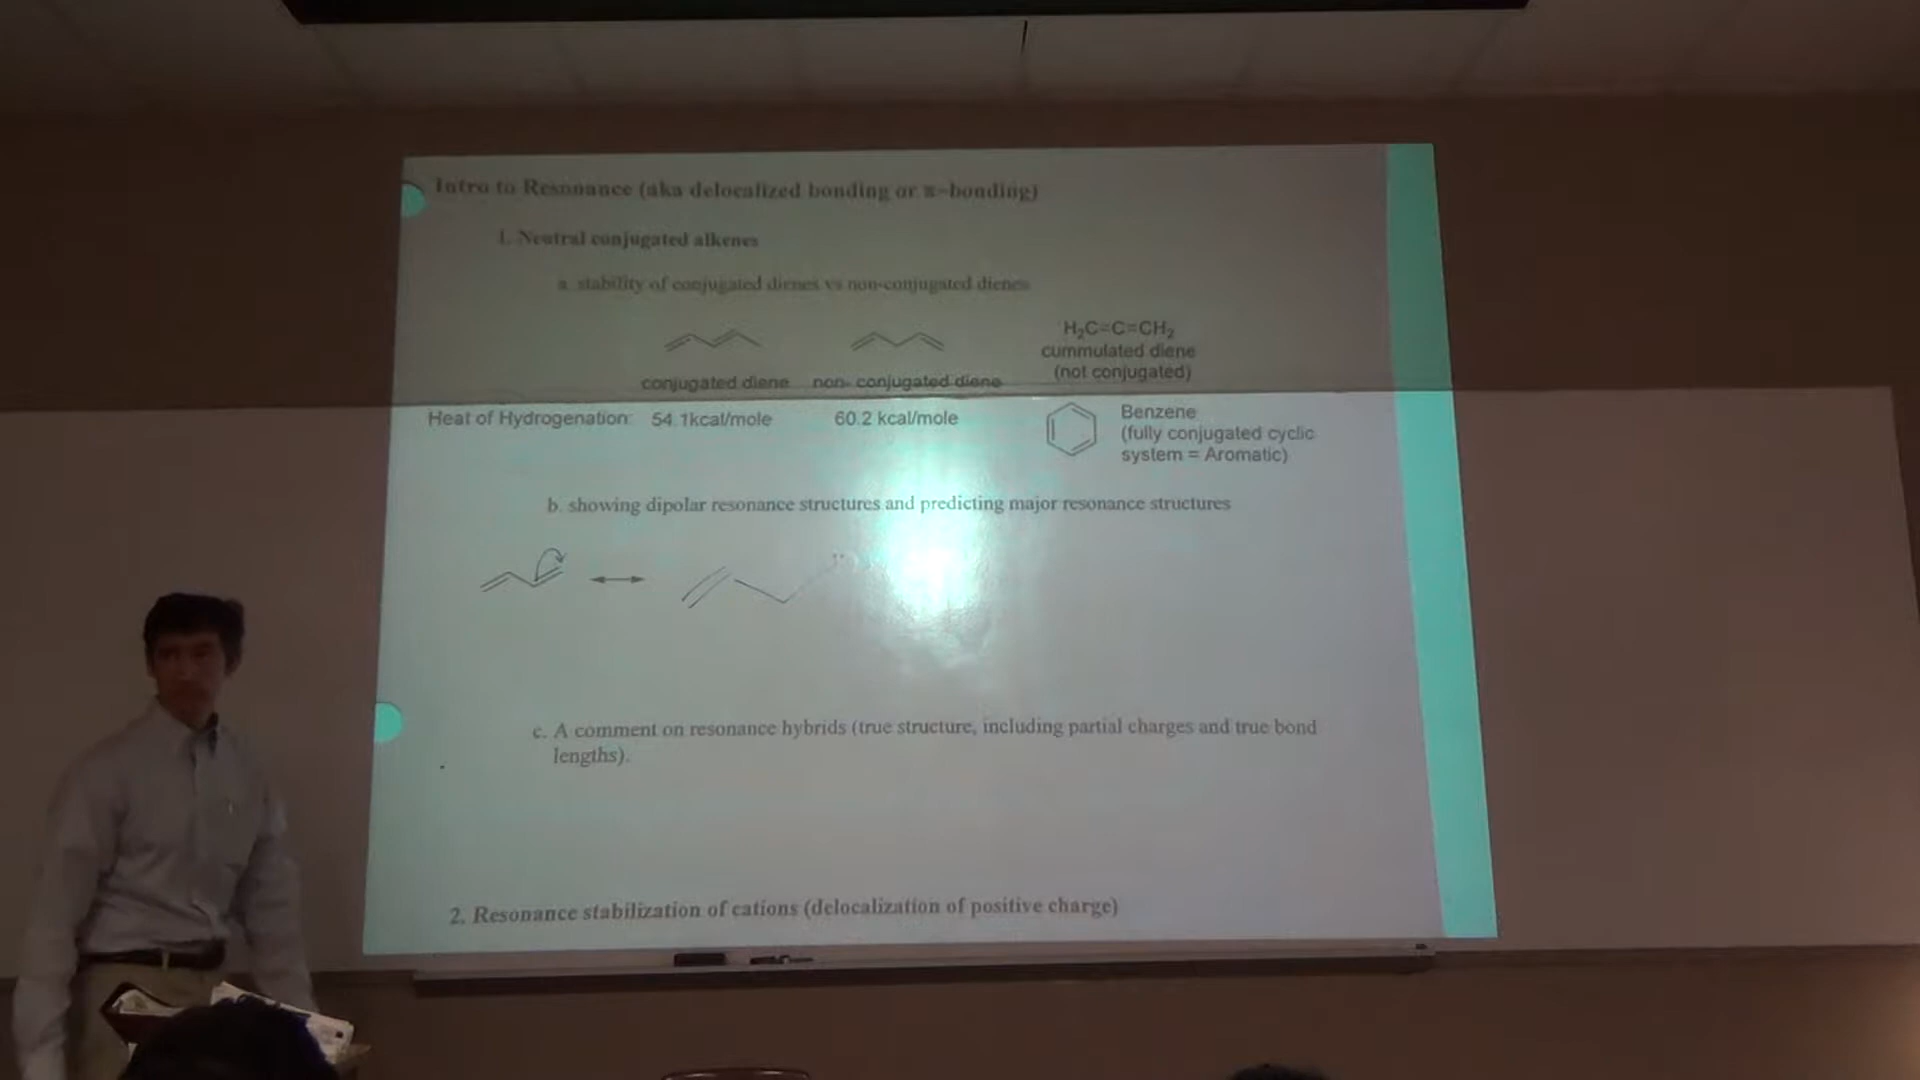 Intro to Resonance (aka delocalized bonding or π-bonding)
1. Neutral conjugated alkenes
a. stability of conjugated dienes vs non-conjugated dienes
H₂C=C=CH₂
cummulated diene
(not conjugated)
conjugated diene non- conjugated diene
Heat of Hydrogenation: 54.1kcal/mole 60.2 kcal/mole
Benzene
(fully conjugated cyclic
system = Aromatic)
b. showing dipolar resonance structures and predicting major resonance structures
c. A comment on resonance hybrids (true structure, including partial charges and true bond
lengths).
2. Resonance stabilization of cations (delocalization of positive charge)